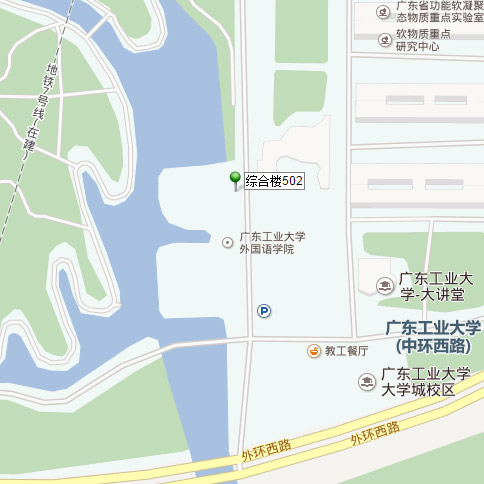 广东省功能软凝聚
态物质重点实验室
软物质重点
研究中心
地铁7号线(在建)
综合楼502
广东工业大学
外国语学院
广东工业大
学-大讲堂
P
广东工业大学
(中环西路)
教工餐厅
广东工业大学
大学城校区
外环西路
外环西路